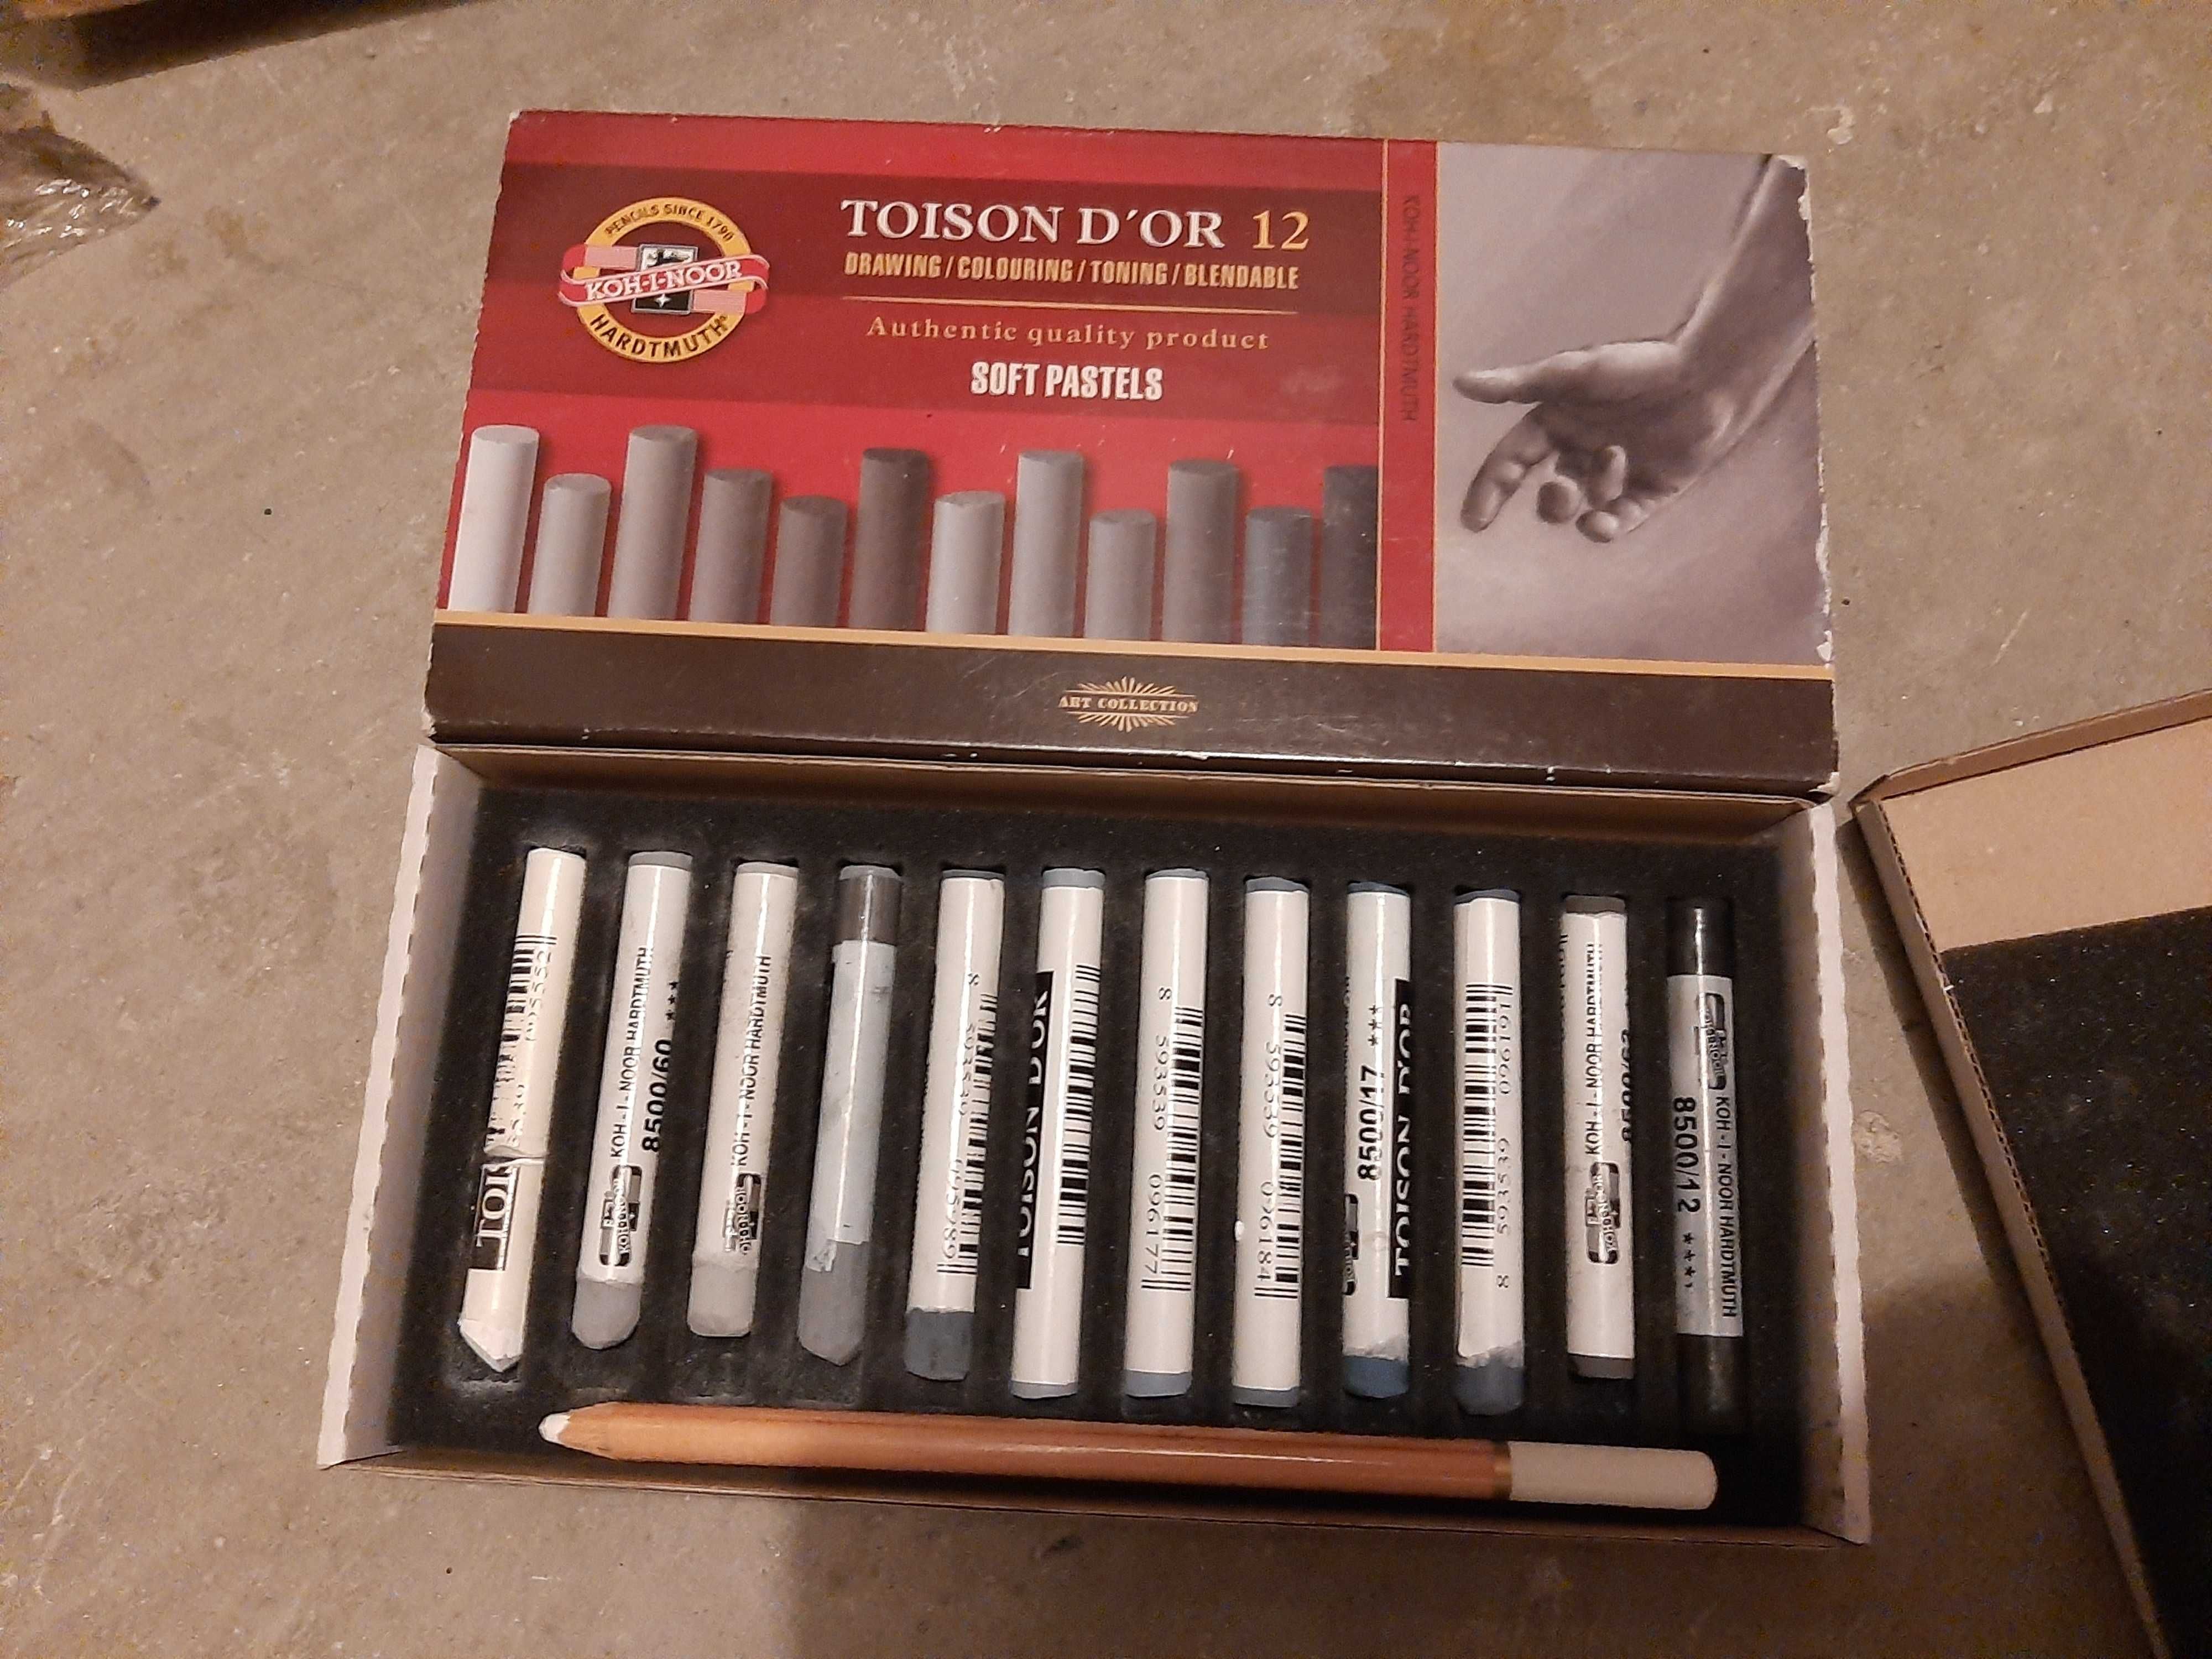 PENCILS SINCE 1790
KOH-I-NOOR
HARDTMUTH
TOISON D´OR 12
DRAWING / COLOURING / TONING / BLENDABLE
Authentic quality product
SOFT PASTELS
KOH-I-NOOR HARDTMUTH
ART COLLECTION
TOIS
KOH-I-NOOR HARDTMUTH
8500/60 ***
KOH-I-NOOR HARDTMUTH
TOISON D'OR
8 593539 096177
8 593539 096184
8500/17 ***
TOISON D'OR
8 593539 096191
KOH-I-NOOR HARDTMUTH
KOH-I-NOOR HARDTMUTH
8500/12 ****